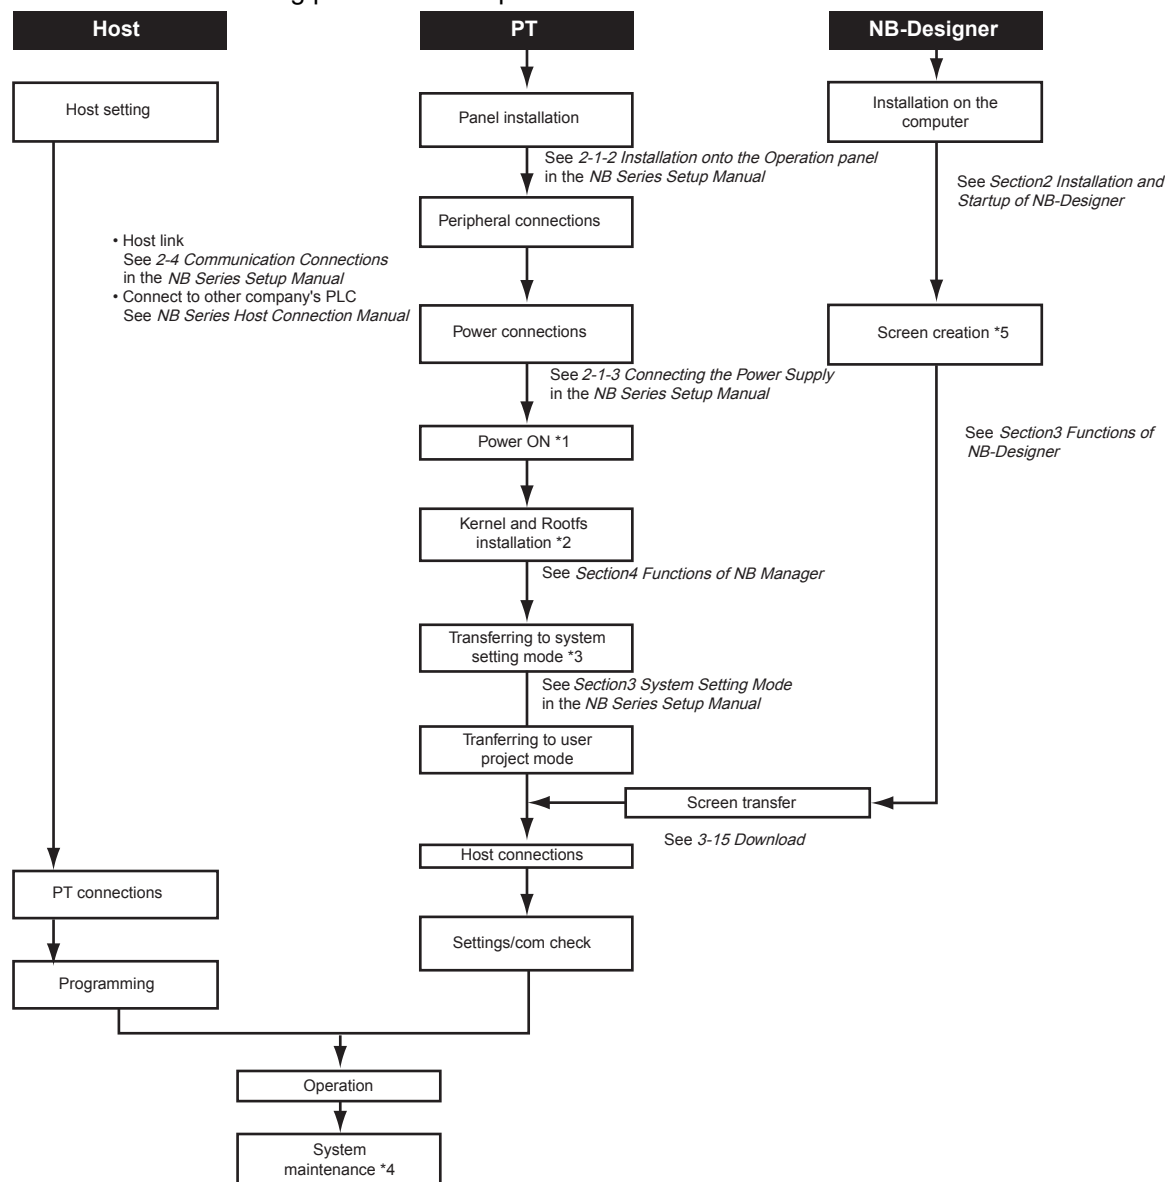 Host
PT
NB-Designer
Host setting
Panel installation
Installation on the
computer
See 2-1-2 Installation onto the Operation panel
in the NB Series Setup Manual
See Section2 Installation and
Startup of NB-Designer
Peripheral connections
• Host link
See 2-4 Communication Connections
in the NB Series Setup Manual
• Connect to other company's PLC
See NB Series Host Connection Manual
Power connections
Screen creation *5
See 2-1-3 Connecting the Power Supply
in the NB Series Setup Manual
Power ON *1
See Section3 Functions of
NB-Designer
Kernel and Rootfs
installation *2
See Section4 Functions of NB Manager
Transferring to system
setting mode *3
See Section3 System Setting Mode
in the NB Series Setup Manual
Tranferring to user
project mode
Screen transfer
See 3-15 Download
Host connections
PT connections
Settings/com check
Programming
Operation
System
maintenance *4